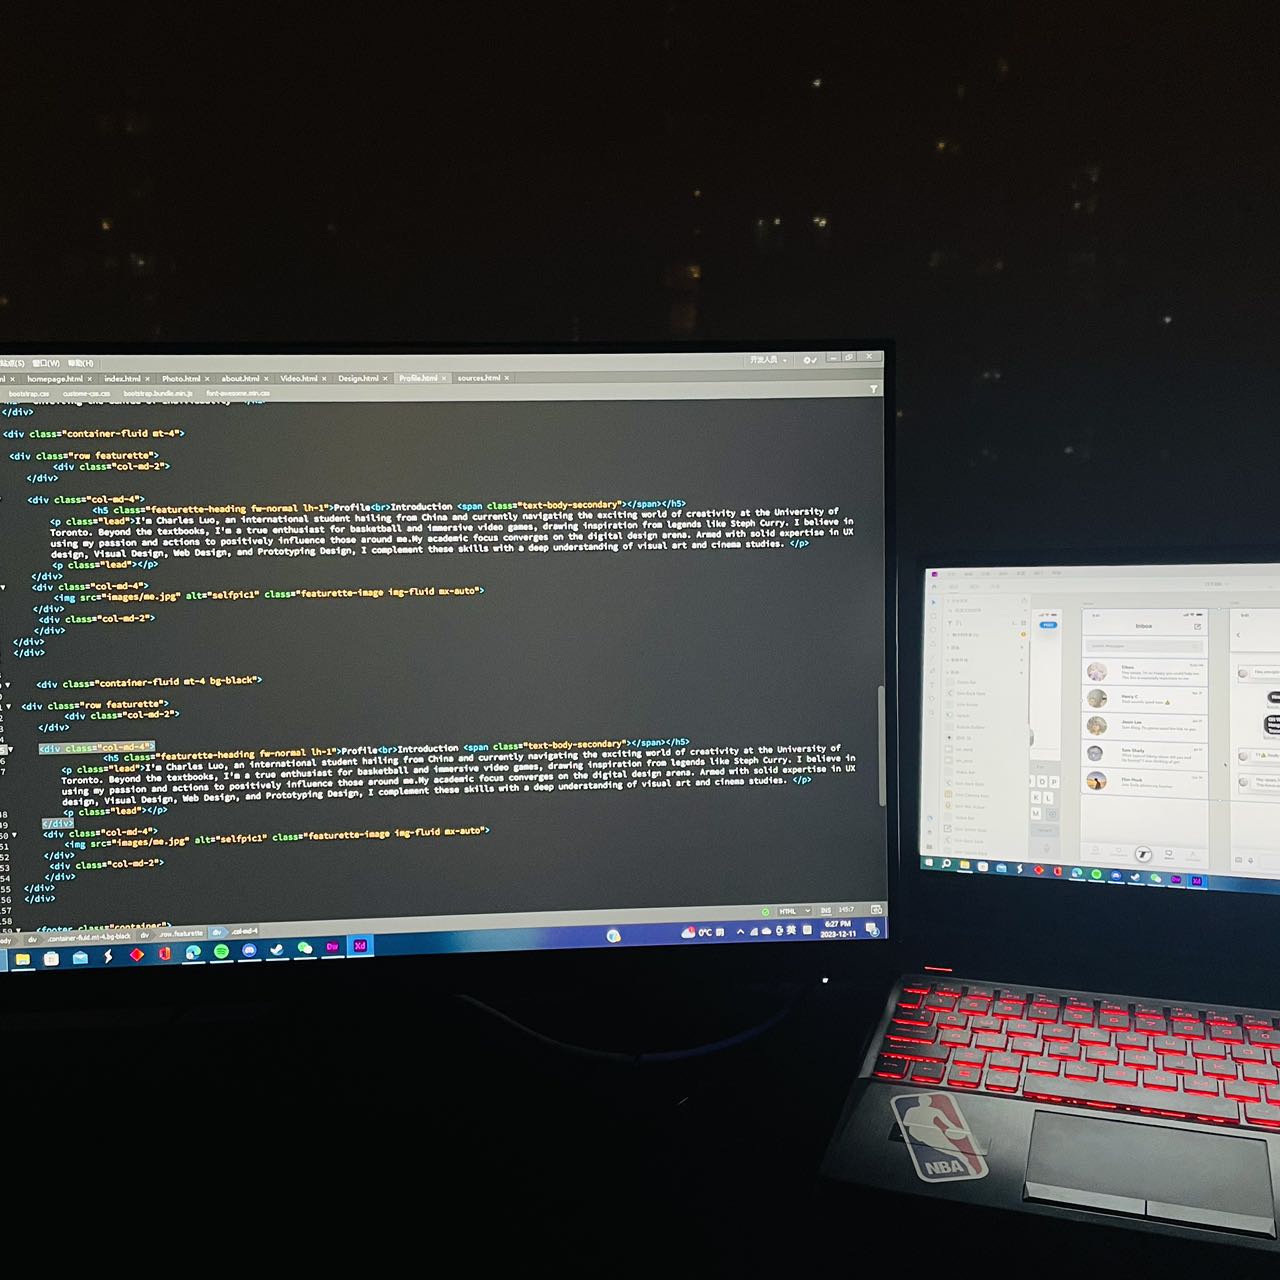 窗口(W) 帮助(H)
开发人员
homepage.html index.html Photo.html about.html Video.html Design.html Profile.html sources.html
bootstrap.css custome-css.css bootstrap.bundle.min.js font-awesome.min.css
</div>
<div class="container-fluid mt-4">
<div class="row featurette">
<div class="col-md-2">
</div>
<div class="col-md-4">
<h5 class="featurette-heading fw-normal lh-1">Profile<br>Introduction <span class="text-body-secondary"></span></h5>
<p class="lead">I'm Charles Luo, an international student hailing from China and currently navigating the exciting world of creativity at the University of
Toronto. Beyond the textbooks, I'm a true enthusiast for basketball and immersive video games, drawing inspiration from legends like Steph Curry. I believe in
using my passion and actions to positively influence those around me.My academic focus converges on the digital design arena. Armed with solid expertise in UX
design, Visual Design, Web Design, and Prototyping Design, I complement these skills with a deep understanding of visual art and cinema studies. </p>
<p class="lead"></p>
</div>
<div class="col-md-4">
<img src="images/me.jpg" alt="selfpic1" class="featurette-image img-fluid mx-auto">
</div>
<div class="col-md-2">
</div>
</div>
</div>
<div class="container-fluid mt-4 bg-black">
<div class="row featurette">
<div class="col-md-2">
</div>
<div class="col-md-4">
<h5 class="featurette-heading fw-normal lh-1">Profile<br>Introduction <span class="text-body-secondary"></span></h5>
<p class="lead">I'm Charles Luo, an international student hailing from China and currently navigating the exciting world of creativity at the University of
Toronto. Beyond the textbooks, I'm a true enthusiast for basketball and immersive video games, drawing inspiration from legends like Steph Curry. I believe in
using my passion and actions to positively influence those around me.My academic focus converges on the digital design arena. Armed with solid expertise in UX
design, Visual Design, Web Design, and Prototyping Design, I complement these skills with a deep understanding of visual art and cinema studies. </p>
48 <p class="lead"></p>
49 </div>
50 <div class="col-md-4">
51 <img src="images/me.jpg" alt="selfpic1" class="featurette-image img-fluid mx-auto">
52 </div>
53 <div class="col-md-2">
54 </div>
55 </div>
56 </div>
57
58
59 <footer class="container">
body div .container-fluid.mt-4.bg-black div .row.featurette div .col-md-4
HTML INS 145:7
Dw Xd
0°C 阴 英
6:27 PM
2023-12-11
Inbox
POST
Eileen
Henry C
Jason Lee
Sam Shady
Elon Musk
O P
K L
M
Xd
NBA